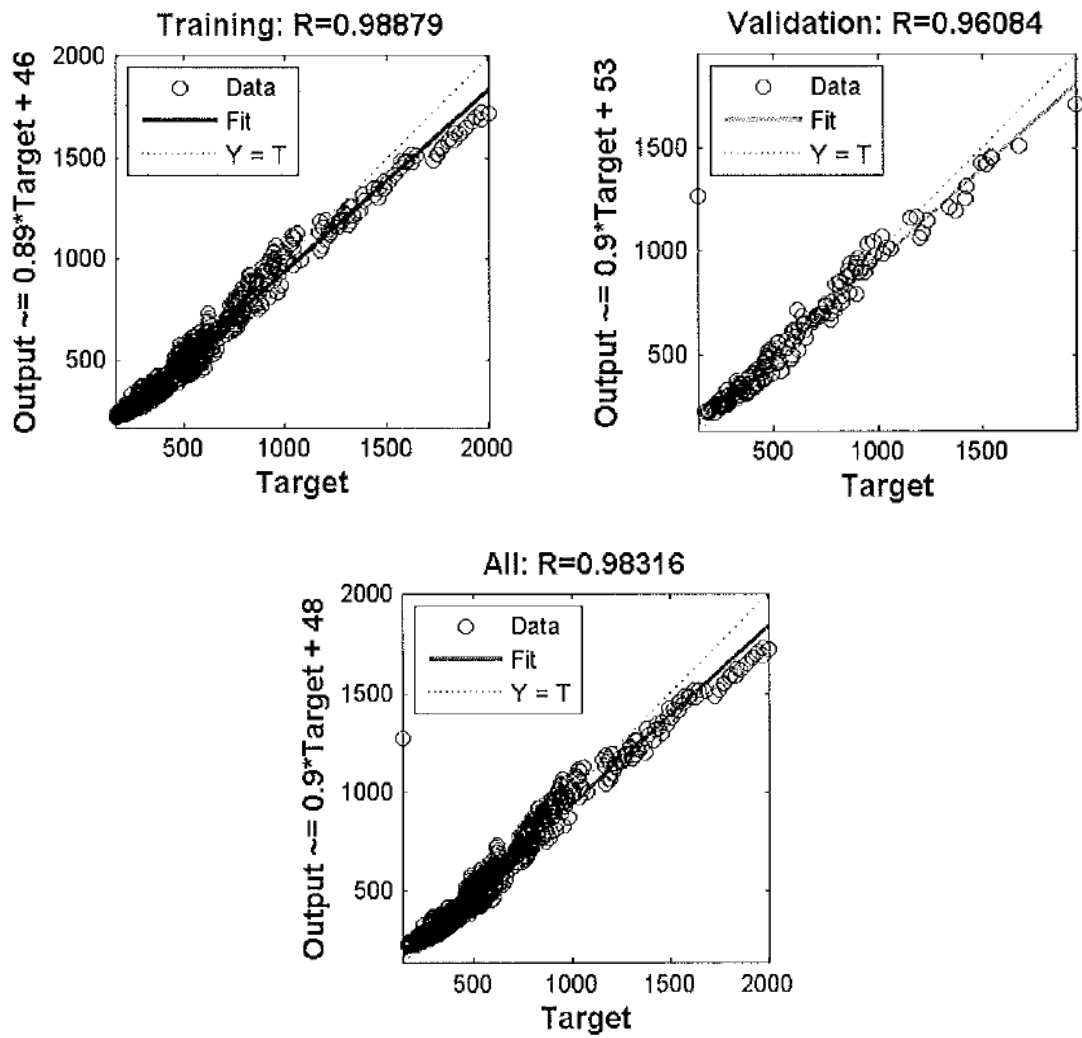 Training: R=0.98879
Output ~= 0.89*Target + 46
2000
1500
1000
500
Data
Fit
Y = T
500 1000 1500 2000
Target
Validation: R=0.96084
Output ~= 0.9*Target + 53
1500
1000
500
Data
Fit
Y = T
500 1000 1500
Target
All: R=0.98316
Output ~= 0.9*Target + 48
2000
1500
1000
500
Data
Fit
Y = T
500 1000 1500 2000
Target